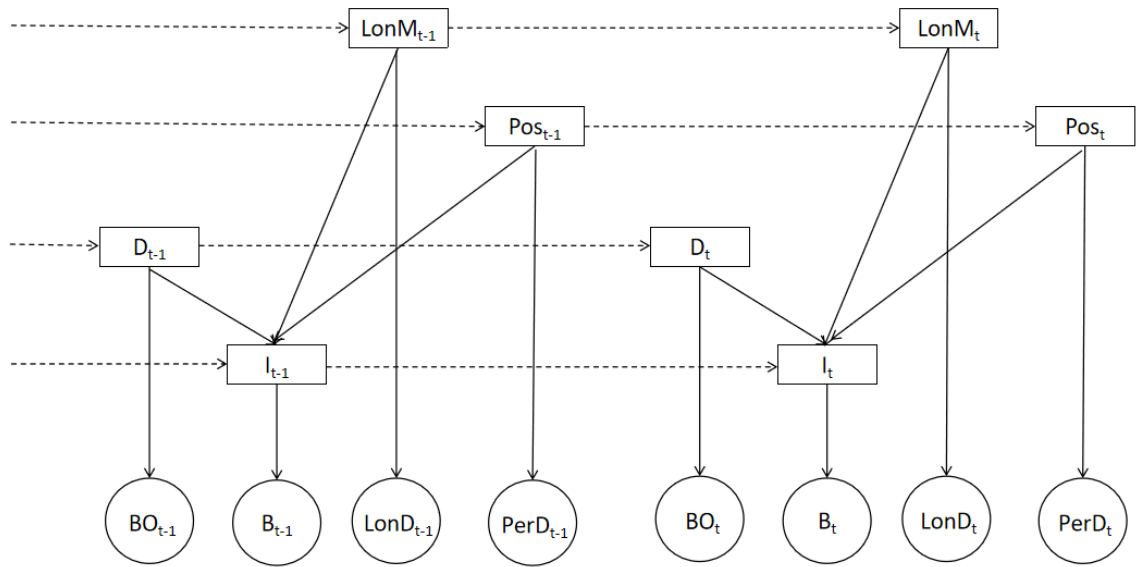 LonMₜ₋₁ LonMₜ
Posₜ₋₁ Posₜ
Dₜ₋₁ Dₜ
Iₜ₋₁ Iₜ
BOₜ₋₁ Bₜ₋₁ LonDₜ₋₁ PerDₜ₋₁ BOₜ Bₜ LonDₜ PerDₜ